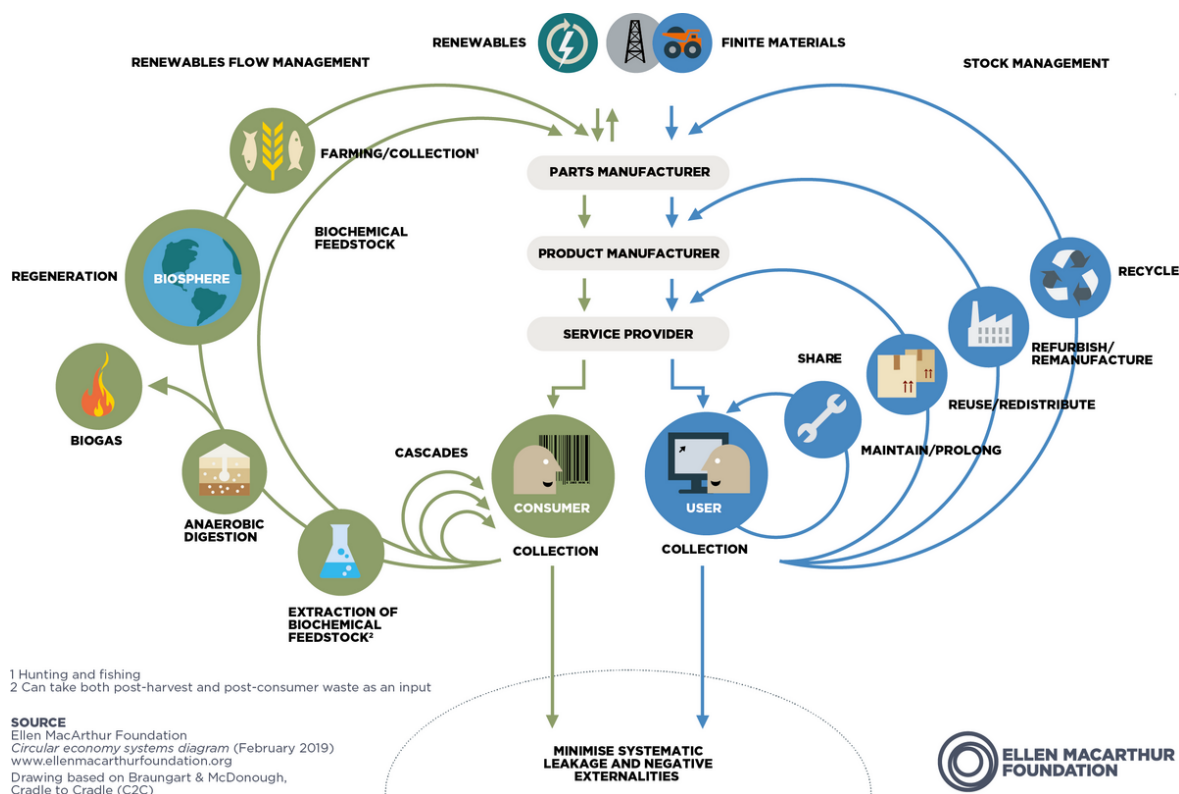 RENEWABLES
FINITE MATERIALS
RENEWABLES FLOW MANAGEMENT
STOCK MANAGEMENT
FARMING/COLLECTION¹
PARTS MANUFACTURER
BIOCHEMICAL
FEEDSTOCK
PRODUCT MANUFACTURER
REGENERATION
BIOSPHERE
RECYCLE
SERVICE PROVIDER
SHARE
REFURBISH/
REMANUFACTURE
REUSE/REDISTRIBUTE
BIOGAS
CASCADES
MAINTAIN/PROLONG
CONSUMER
USER
ANAEROBIC
DIGESTION
COLLECTION
COLLECTION
EXTRACTION OF
BIOCHEMICAL
FEEDSTOCK²
1 Hunting and fishing
2 Can take both post-harvest and post-consumer waste as an input
SOURCE
Ellen MacArthur Foundation
Circular economy systems diagram (February 2019)
www.ellenmacarthurfoundation.org
Drawing based on Braungart & McDonough,
Cradle to Cradle (C2C)
MINIMISE SYSTEMATIC
LEAKAGE AND NEGATIVE
EXTERNALITIES
ELLEN MACARTHUR
FOUNDATION